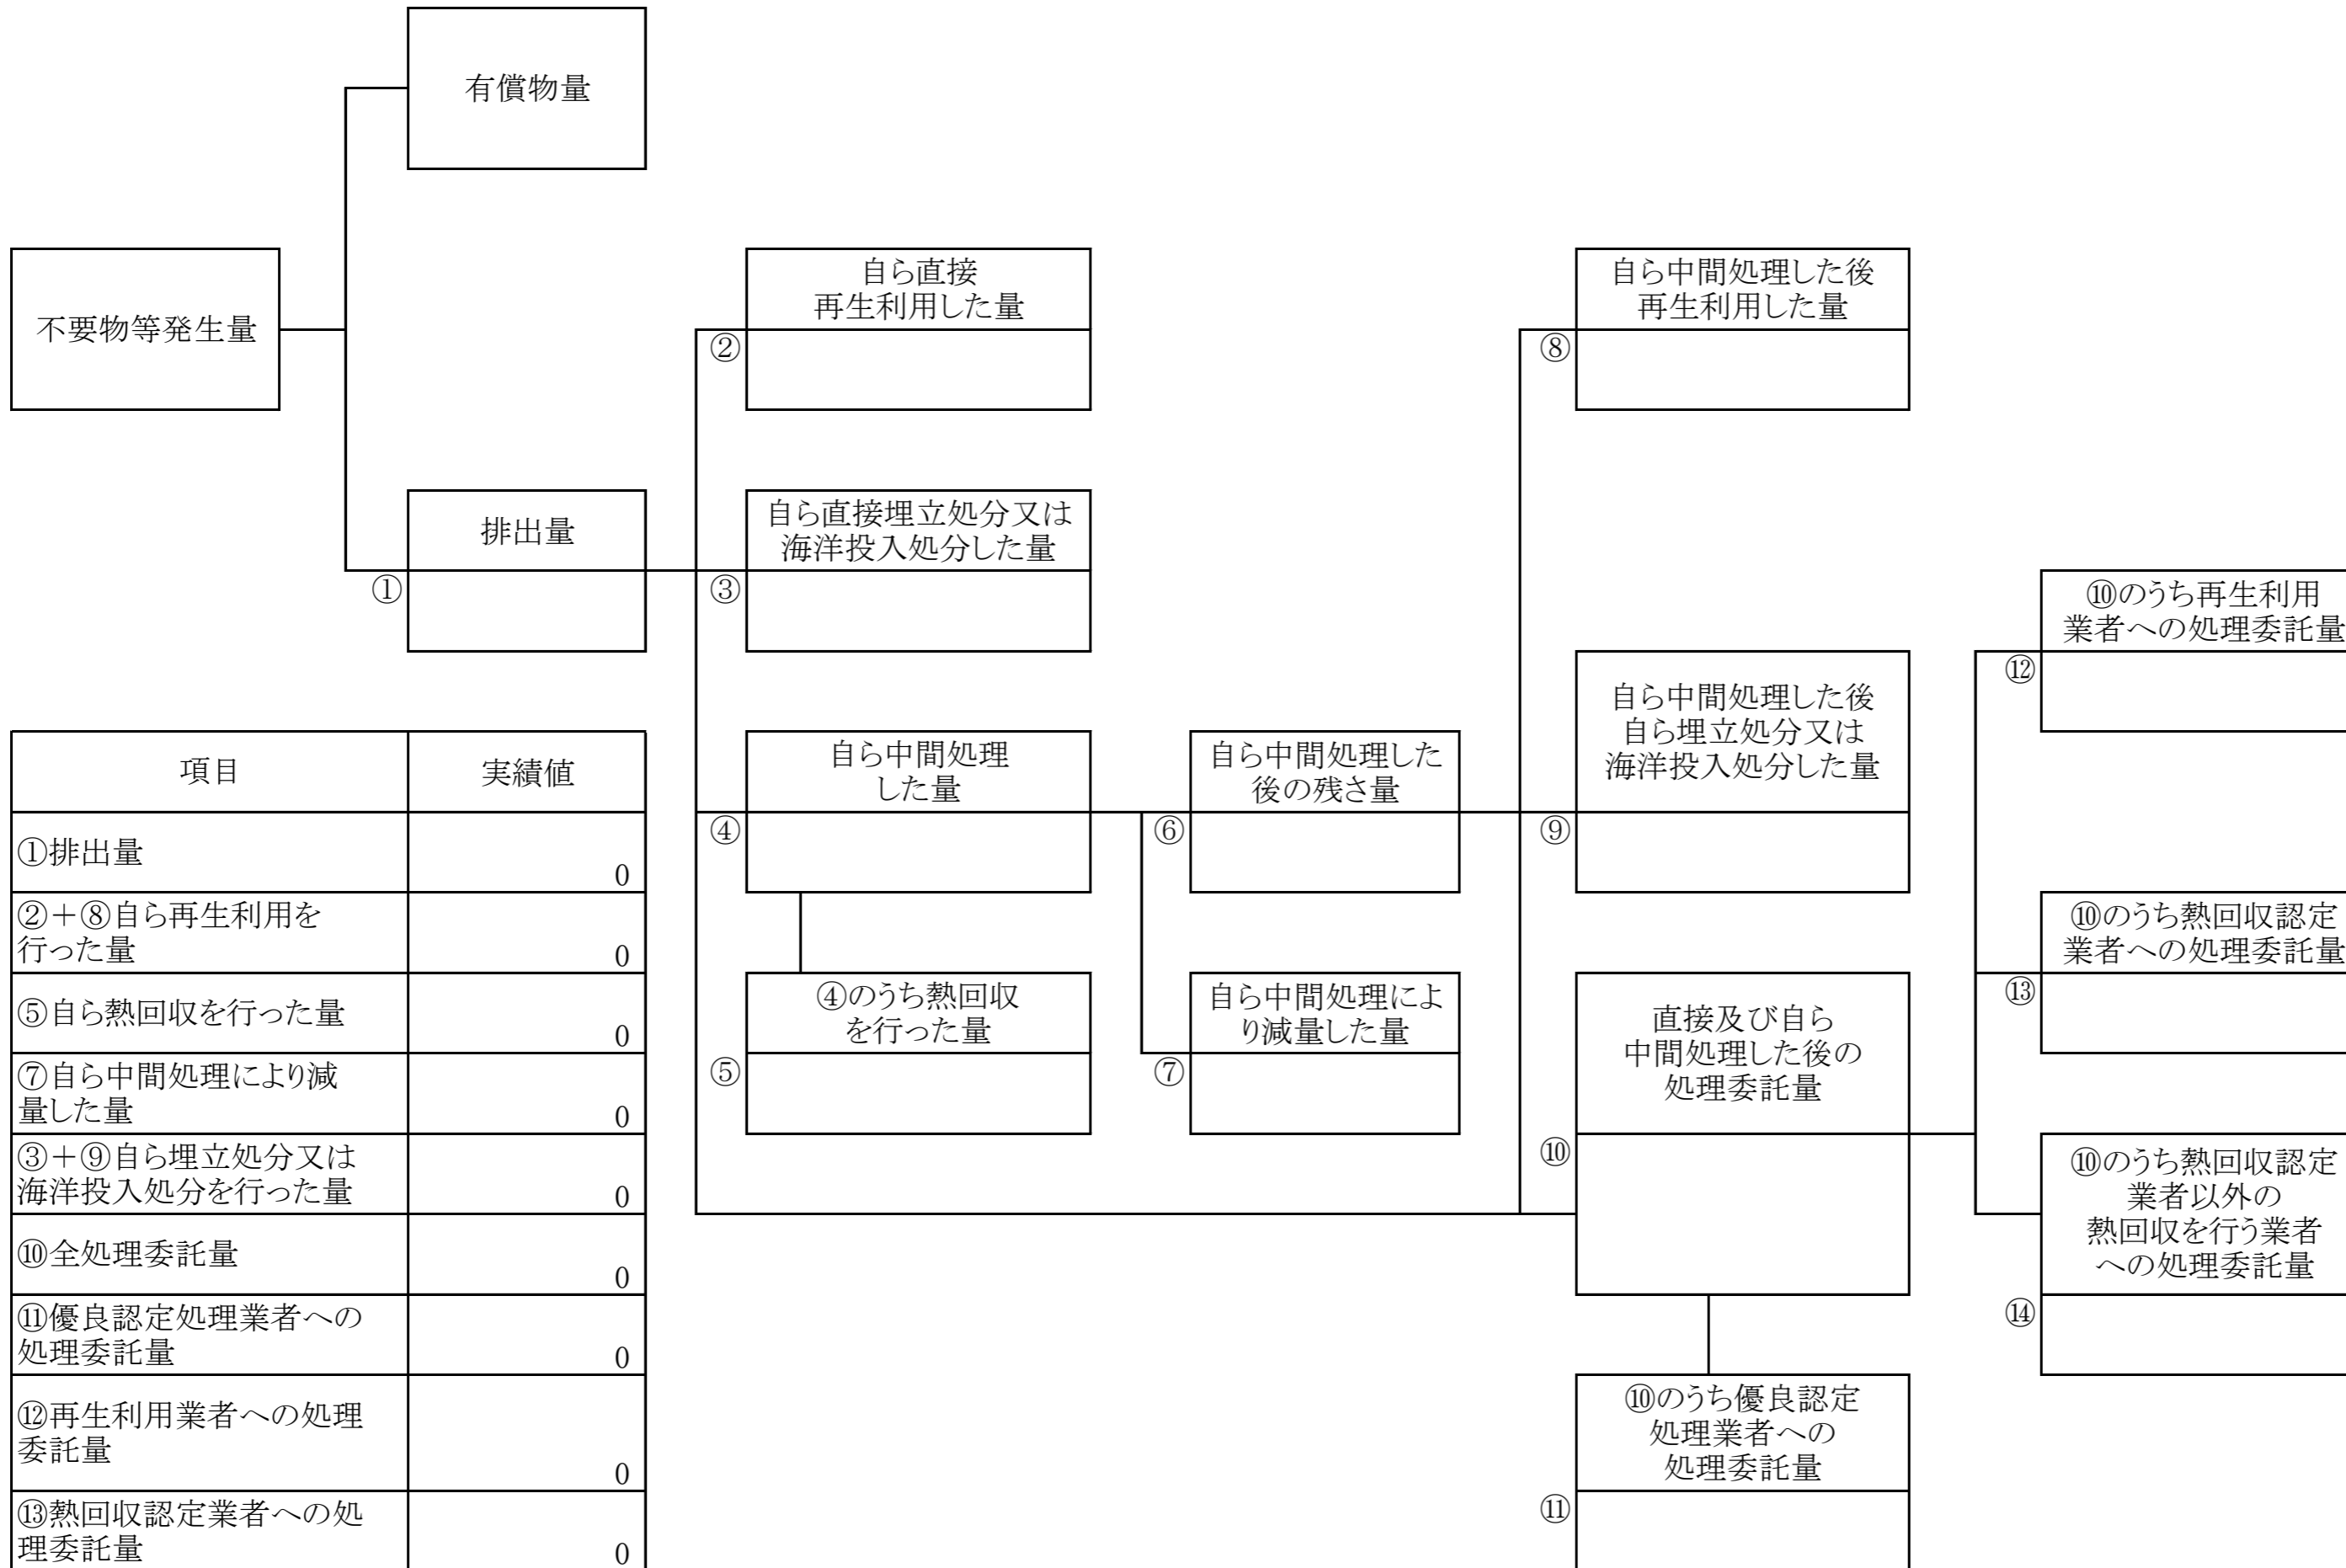 有償物量
不要物等発生量
自ら直接
再生利用した量
②
自ら中間処理した後
再生利用した量
⑧
排出量
①
自ら直接埋立処分又は
海洋投入処分した量
③
⑩のうち再生利用
業者への処理委託量
⑫
自ら中間処理
した量
④
自ら中間処理した
後の残さ量
⑥
自ら中間処理した後
自ら埋立処分又は
海洋投入処分した量
⑨
⑩のうち熱回収認定
業者への処理委託量
⑬
④のうち熱回収
を行った量
⑤
自ら中間処理によ
り減量した量
⑦
直接及び自ら
中間処理した後の
処理委託量
⑩
⑩のうち熱回収認定
業者以外の
熱回収を行う業者
への処理委託量
⑭
⑩のうち優良認定
処理業者への
処理委託量
⑪
項目
実績値
①排出量
0
②+⑧自ら再生利用を
行った量
0
⑤自ら熱回収を行った量
0
⑦自ら中間処理により減
量した量
0
③+⑨自ら埋立処分又は
海洋投入処分を行った量
0
⑩全処理委託量
0
⑪優良認定処理業者への
処理委託量
0
⑫再生利用業者への処理
委託量
0
⑬熱回収認定業者への処
理委託量
0